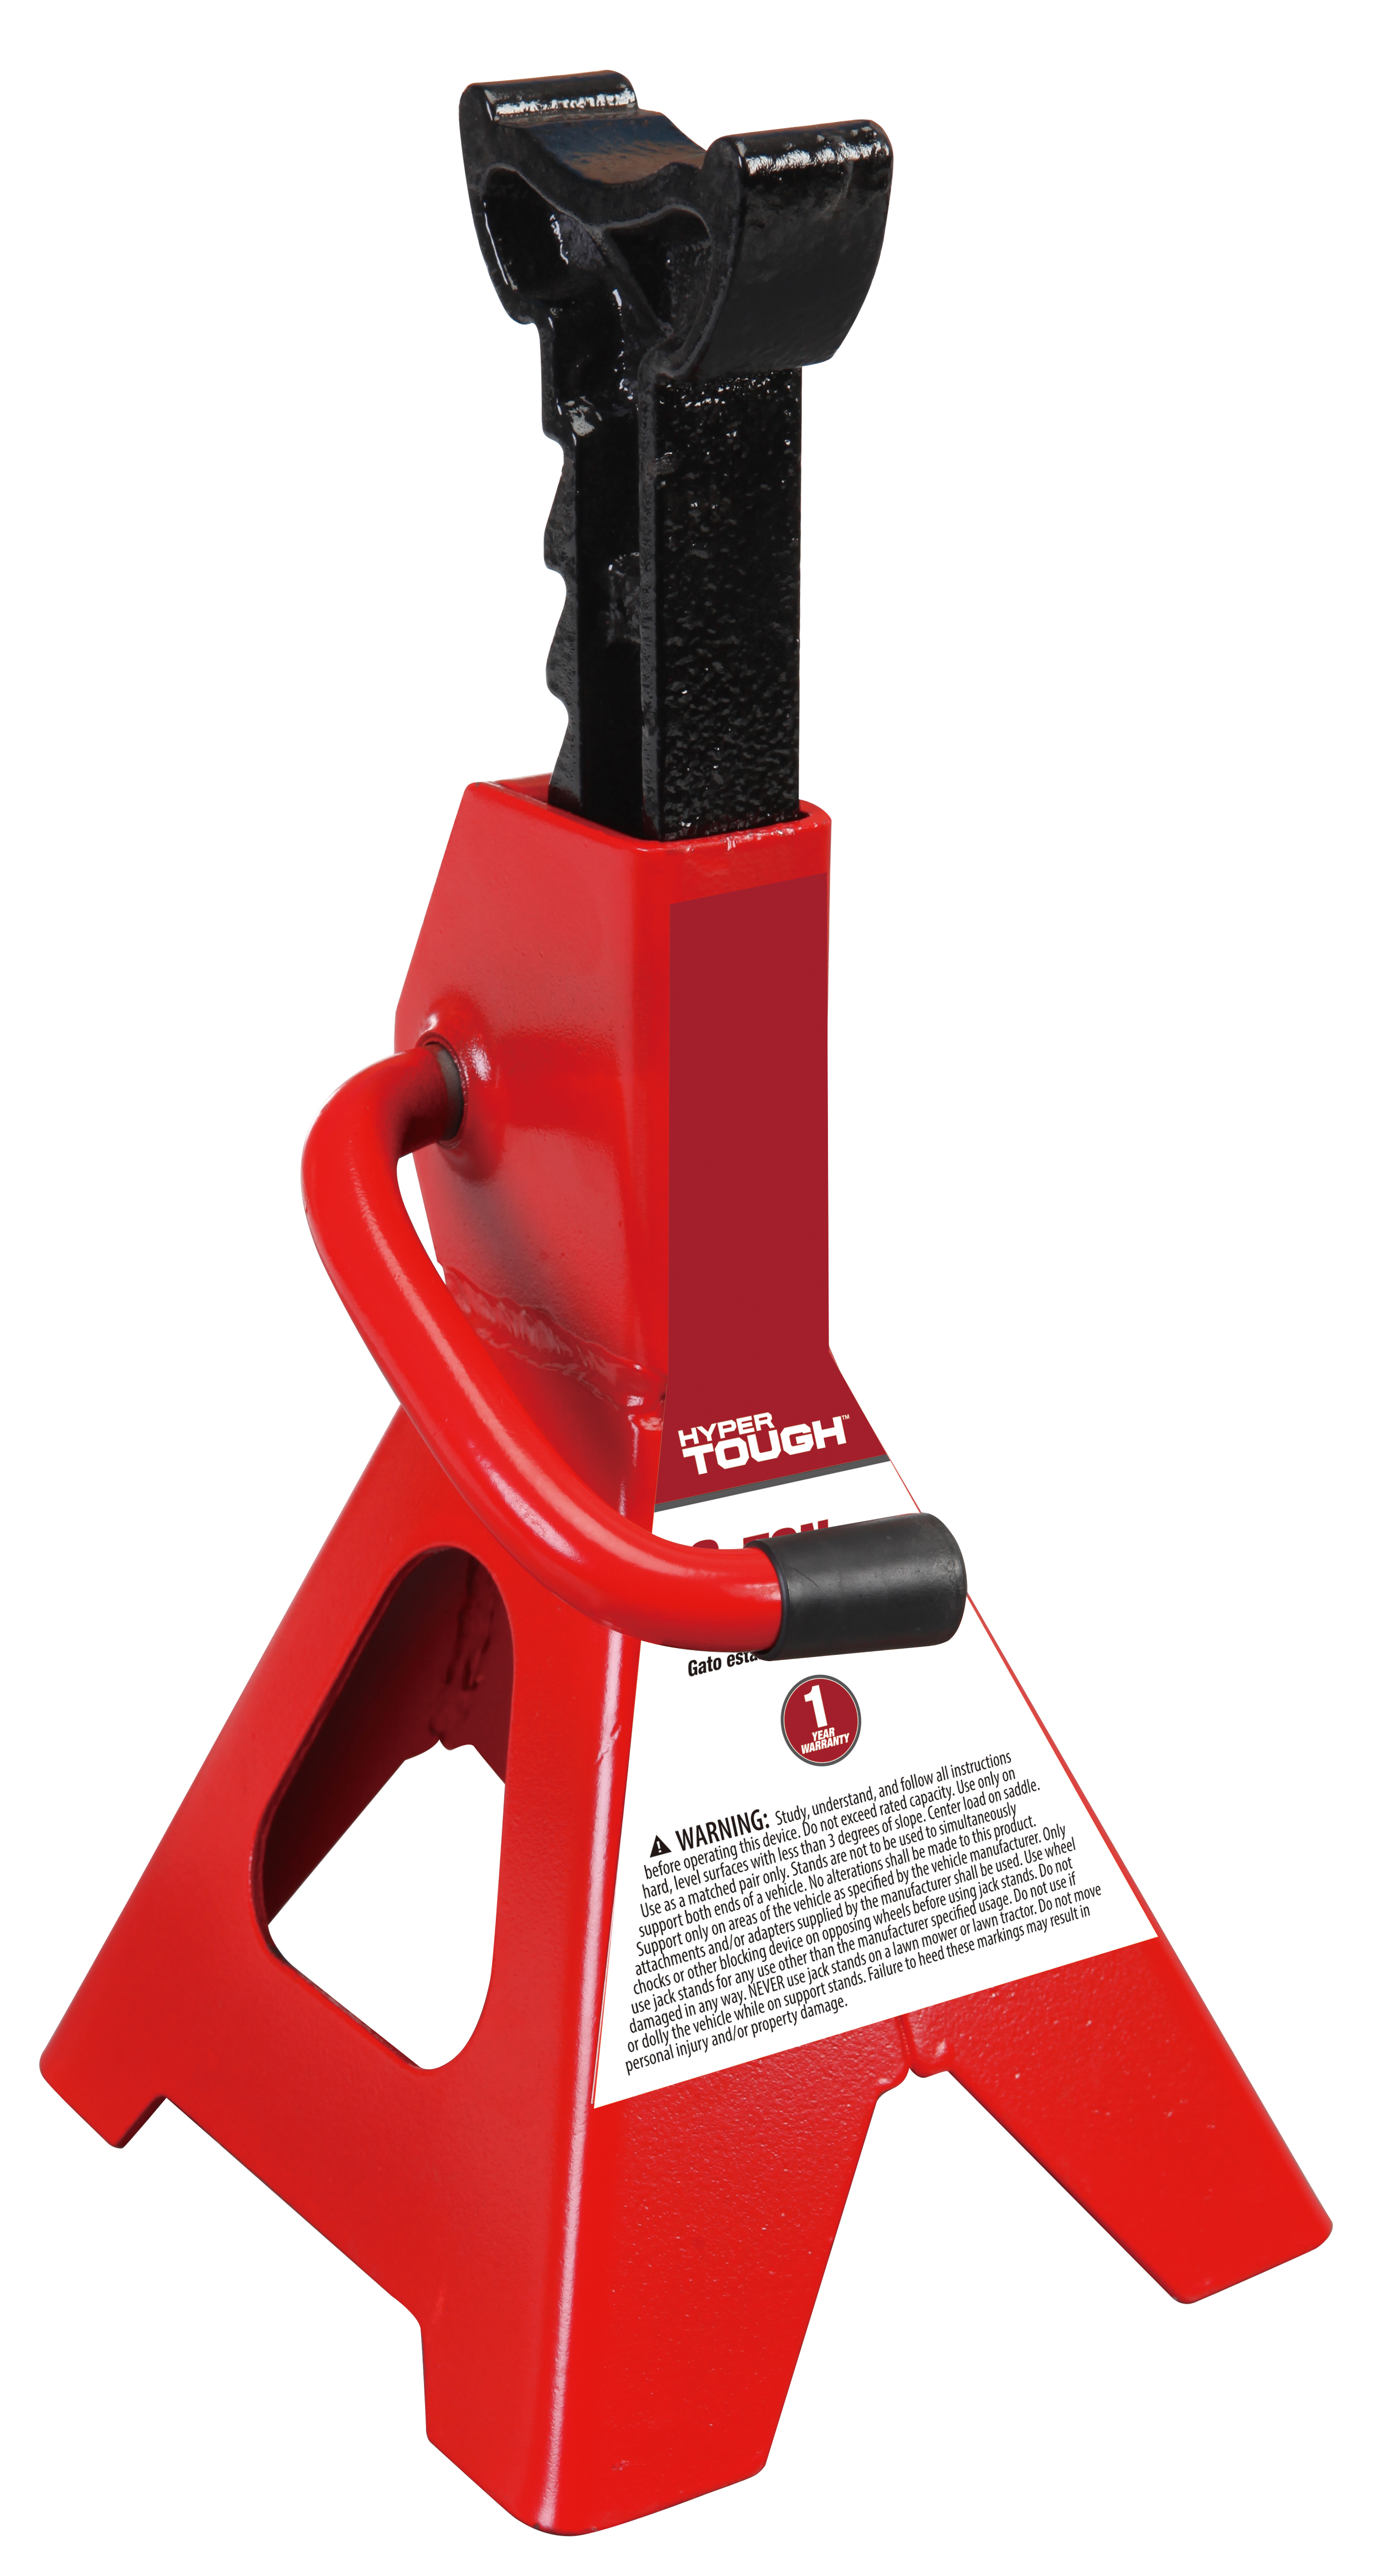 HYPER
TOUGH™
TON
Gato
1
YEAR
WARRANTY
WARNING: Study, understand, and follow all instructions
before operating this device. Do not exceed rated capacity. Use only on
hard, level surfaces with less than 3 degrees of slope. Center load on saddle.
Use as a matched pair only. Stands are not to be used to simultaneously
support both ends of a vehicle. No alterations shall be made to this product.
Support only on areas of the vehicle as specified by the vehicle manufacturer. Only
attachments and/or adapters supplied by the manufacturer shall be used. Use wheel
chocks or other blocking device on opposing wheels before using jack stands. Do not
use jack stands for any use other than the manufacturer specified usage. Do not use if
damaged in any way. NEVER use jack stands on a lawn mower or lawn tractor. Do not move
or dolly the vehicle while on support stands. Failure to heed these markings may result in
personal injury and/or property damage.